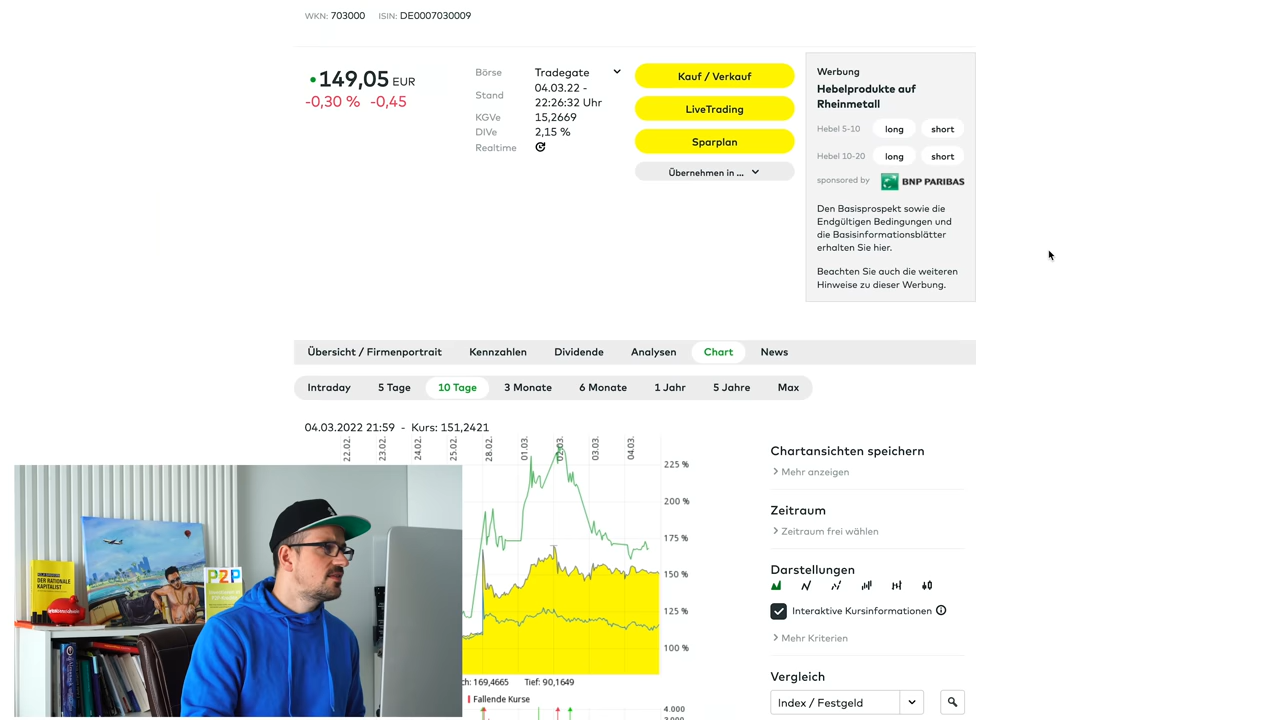 WKN: 703000 ISIN: DE0007030009
149,05 EUR
-0,30 % -0,45
Börse Tradegate
Stand 04.03.22 -
22:26:32 Uhr
KGVe 15,2669
DIVe 2,15 %
Realtime
Kauf / Verkauf
LiveTrading
Sparplan
Übernehmen in ...
Werbung
Hebelprodukte auf
Rheinmetall
Hebel 5-10 long short
Hebel 10-20 long short
sponsored by BNP PARIBAS
Den Basisprospekt sowie die
Endgültigen Bedingungen und
die Basisinformationsblätter
erhalten Sie hier.
Beachten Sie auch die weiteren
Hinweise zu dieser Werbung.
Übersicht / Firmenportrait Kennzahlen Dividende Analysen Chart News
Intraday 5 Tage 10 Tage 3 Monate 6 Monate 1 Jahr 5 Jahre Max
04.03.2022 21:59 - Kurs: 151,2421
22.02. 23.02. 24.02. 25.02. 28.02. 01.03. 02.03. 03.03. 04.03.
225 %
200 %
175 %
150 %
125 %
100 %
ch: 169,4665 Tief: 90,1649
Fallende Kurse
4.000
Chartansichten speichern
Mehr anzeigen
Zeitraum
Zeitraum frei wählen
Darstellungen
Interaktive Kursinformationen
Mehr Kriterien
Vergleich
Index / Festgeld
DER RATIONALE
KAPITALIST
P2P